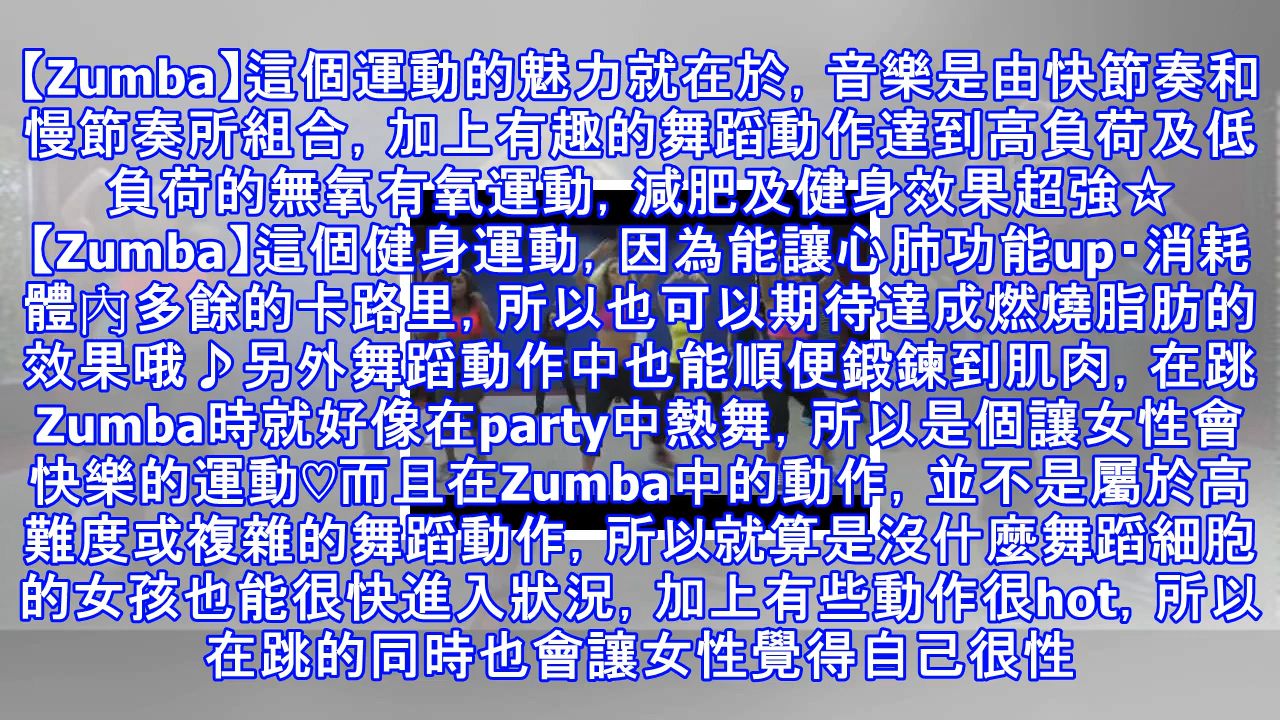 【Zumba】這個運動的魅力就在於, 音樂是由快節奏和
慢節奏所組合, 加上有趣的舞蹈動作達到高負荷及低
負荷的無氧有氧運動, 減肥及健身效果超強☆
【Zumba】這個健身運動, 因為能讓心肺功能up・消耗
體內多餘的卡路里, 所以也可以期待達成燃燒脂肪的
效果哦♪另外舞蹈動作中也能順便鍛鍊到肌肉, 在跳
Zumba時就好像在party中熱舞, 所以是個讓女性會
快樂的運動♡而且在Zumba中的動作, 並不是屬於高
難度或複雜的舞蹈動作, 所以就算是沒什麼舞蹈細胞
的女孩也能很快進入狀況, 加上有些動作很hot, 所以
在跳的同時也會讓女性覺得自己很性